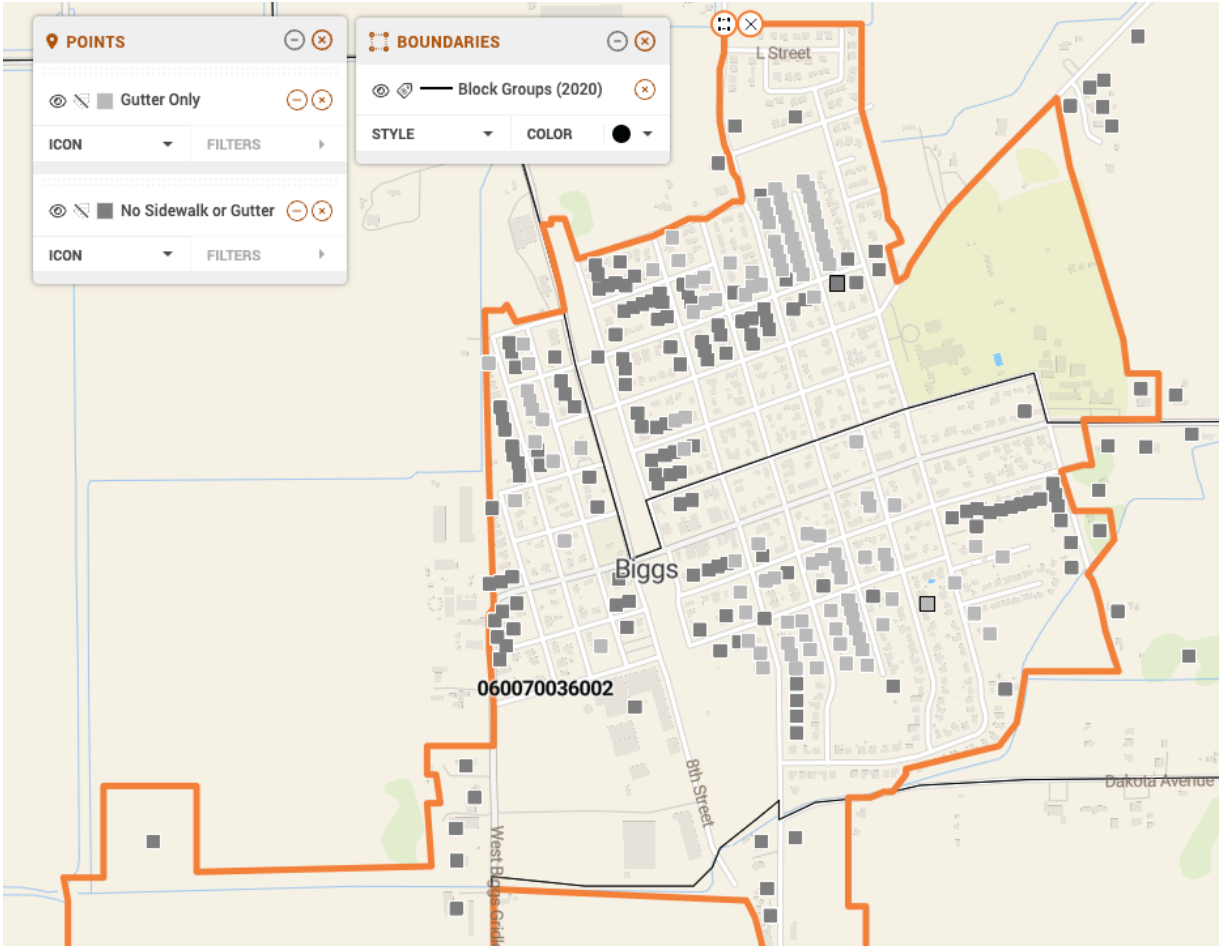 POINTS
Gutter Only
ICON FILTERS
No Sidewalk or Gutter
ICON FILTERS
BOUNDARIES
Block Groups (2020)
STYLE COLOR
L Street
Biggs
060070036002
8th Street
Dakota Avenue
West Biggs Gridl